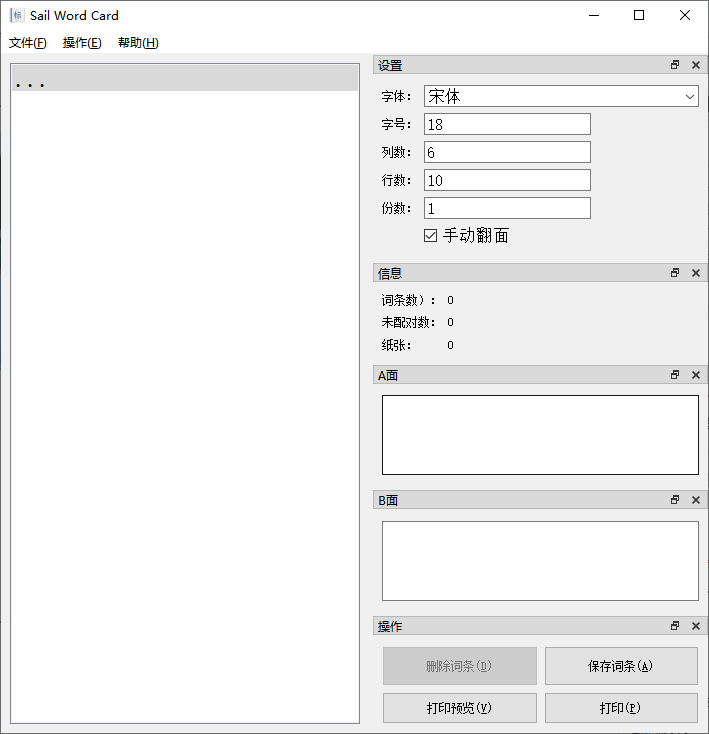 标 Sail Word Card
文件(F) 操作(E) 帮助(H)
...
设置
字体: 宋体
字号: 18
列数: 6
行数: 10
份数: 1
手动翻面
信息
词条数): 0
未配对数: 0
纸张: 0
A面
B面
操作
删除词条(D) 保存词条(A)
打印预览(V) 打印(P)